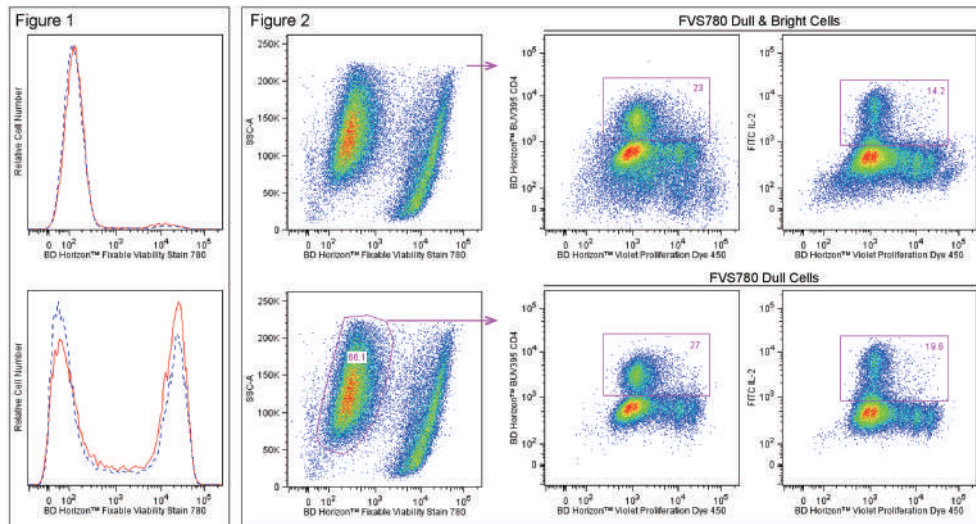 Figure 1
Relative Cell Number
0 10² 10³ 10⁴ 10⁵
BD Horizon™ Fixable Viability Stain 780
Relative Cell Number
0 10² 10³ 10⁴ 10⁵
BD Horizon™ Fixable Viability Stain 780
Figure 2
250K
200K
150K
100K
50K
0
SSC-A
0 10² 10³ 10⁴ 10⁵
BD Horizon™ Fixable Viability Stain 780
FVS780 Dull & Bright Cells
10⁵
10⁴
10³
10²
0
BD Horizon™ BUV395 CD4
23
0 10² 10³ 10⁴ 10⁵
BD Horizon™ Violet Proliferation Dye 450
10⁵
10⁴
10³
10²
0
FITC IL-2
14.2
0 10² 10³ 10⁴ 10⁵
BD Horizon™ Violet Proliferation Dye 450
250K
200K
150K
100K
50K
0
SSC-A
66.1
0 10² 10³ 10⁴ 10⁵
BD Horizon™ Fixable Viability Stain 780
FVS780 Dull Cells
10⁵
10⁴
10³
10²
0
BD Horizon™ BUV395 CD4
27
0 10² 10³ 10⁴ 10⁵
BD Horizon™ Violet Proliferation Dye 450
10⁵
10⁴
10³
10²
0
FITC IL-2
19.6
0 10² 10³ 10⁴ 10⁵
BD Horizon™ Violet Proliferation Dye 450